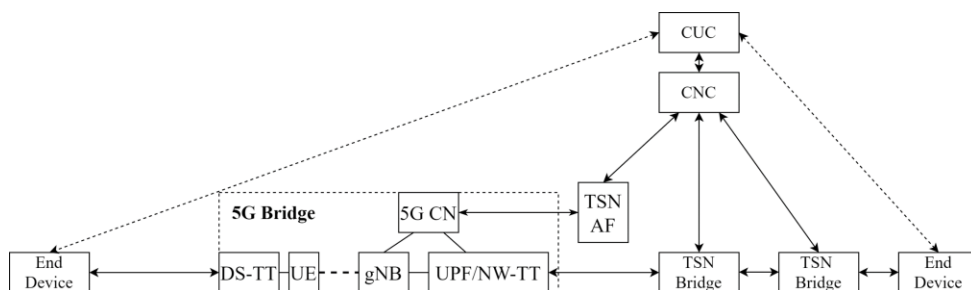 CUC
CNC
TSN
AF
5G Bridge
5G CN
End
Device
DS-TT
UE
gNB
UPF/NW-TT
TSN
Bridge
TSN
Bridge
End
Device